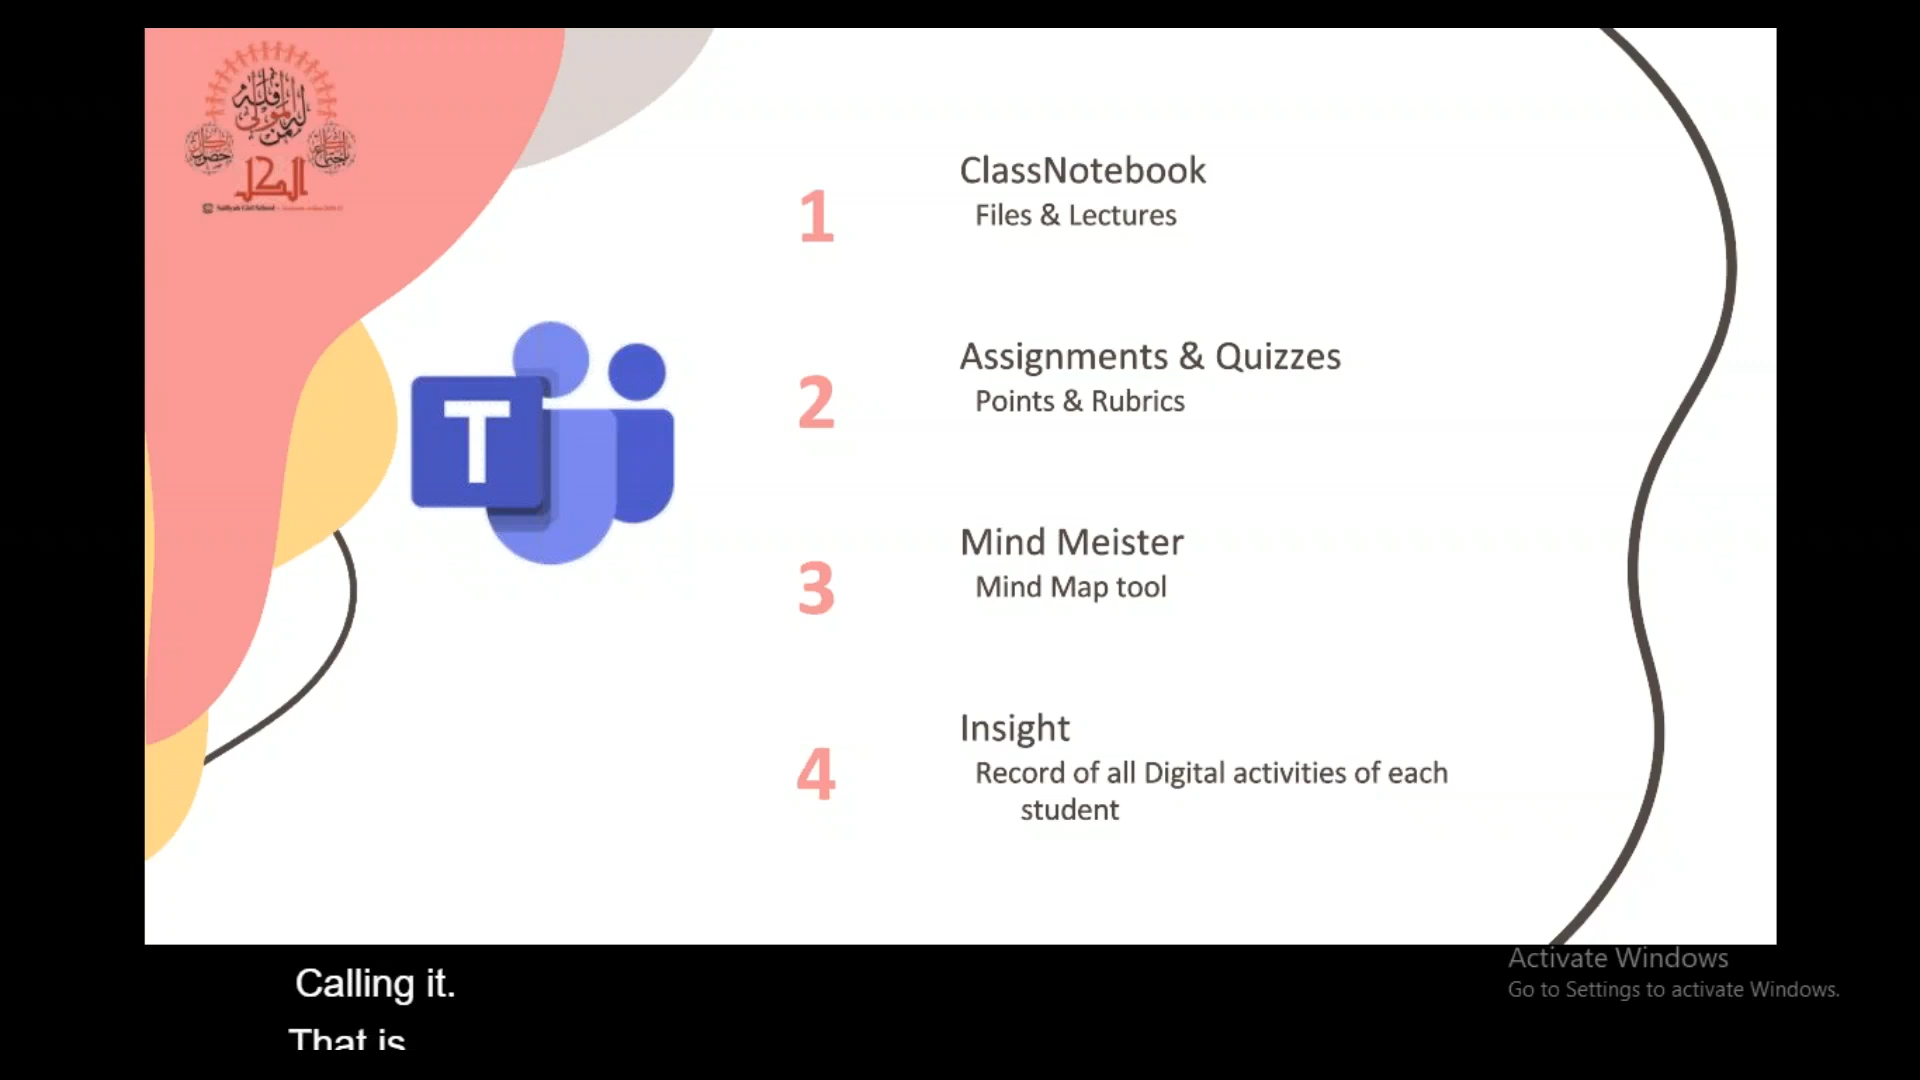 الكل
1
ClassNotebook
Files & Lectures
2
Assignments & Quizzes
Points & Rubrics
3
Mind Meister
Mind Map tool
4
Insight
Record of all Digital activities of each
student
T
Activate Windows
Go to Settings to activate Windows.
Calling it.
That is